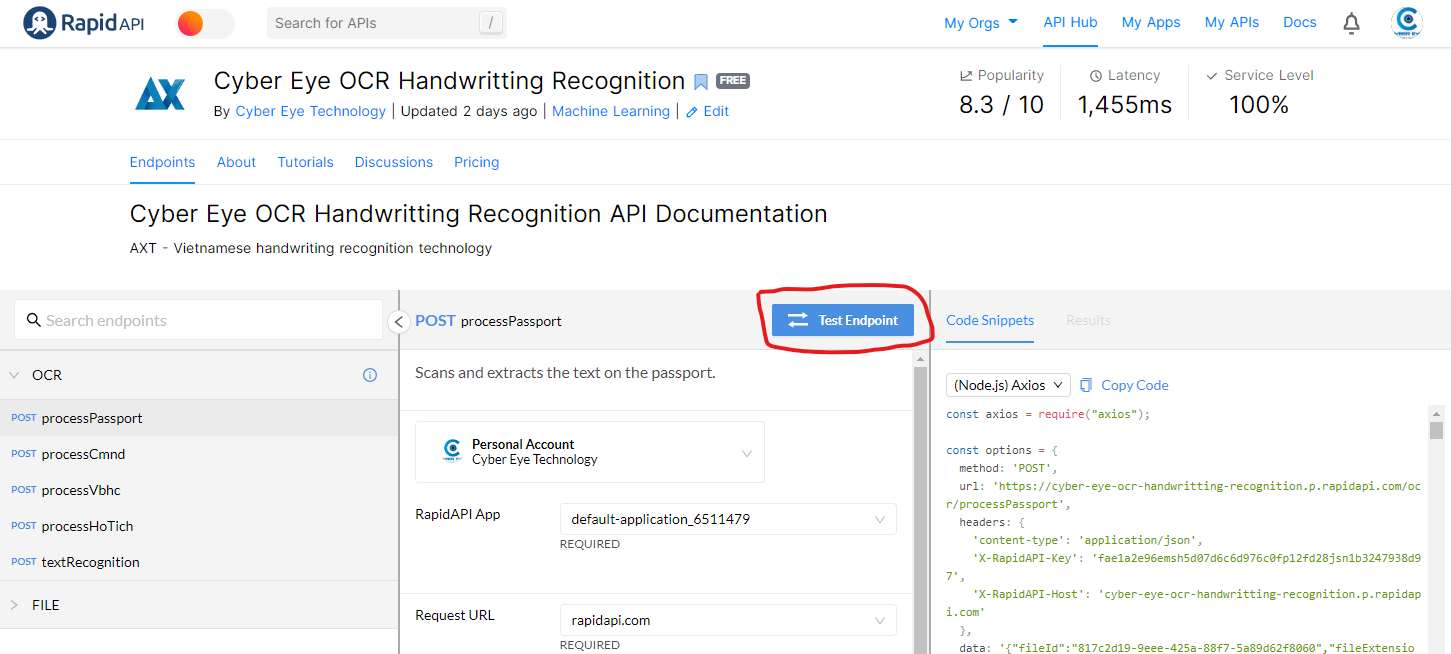 Rapid API
Search for APIs
/
My Orgs
API Hub
My Apps
My APIs
Docs
AX
Cyber Eye OCR Handwritting Recognition
FREE
By Cyber Eye Technology | Updated 2 days ago | Machine Learning | Edit
Popularity
8.3 / 10
Latency
1,455ms
Service Level
100%
Endpoints
About
Tutorials
Discussions
Pricing
Cyber Eye OCR Handwritting Recognition API Documentation
AXT - Vietnamese handwriting recognition technology
Search endpoints
OCR
POST processPassport
POST processCmnd
POST processVbhc
POST processHoTich
POST textRecognition
FILE
POST processPassport
Test Endpoint
Scans and extracts the text on the passport.
Personal Account
Cyber Eye Technology
RapidAPI App
default-application_6511479
REQUIRED
Request URL
rapidapi.com
REQUIRED
Code Snippets
Results
(Node.js) Axios
Copy Code
const axios = require("axios");
const options = {
method: 'POST',
url: 'https://cyber-eye-ocr-handwritting-recognition.p.rapidapi.com/oc
r/processPassport',
headers: {
'content-type': 'application/json',
'X-RapidAPI-Key': 'fae1a2e96emsh5d07d6c6d976c0fp12fd28jsn1b3247938d9
7',
'X-RapidAPI-Host': 'cyber-eye-ocr-handwritting-recognition.p.rapidap
i.com'
},
data: '{"fileId":"817c2d19-9eee-425a-88f7-5a89d62f8060","fileExtensio